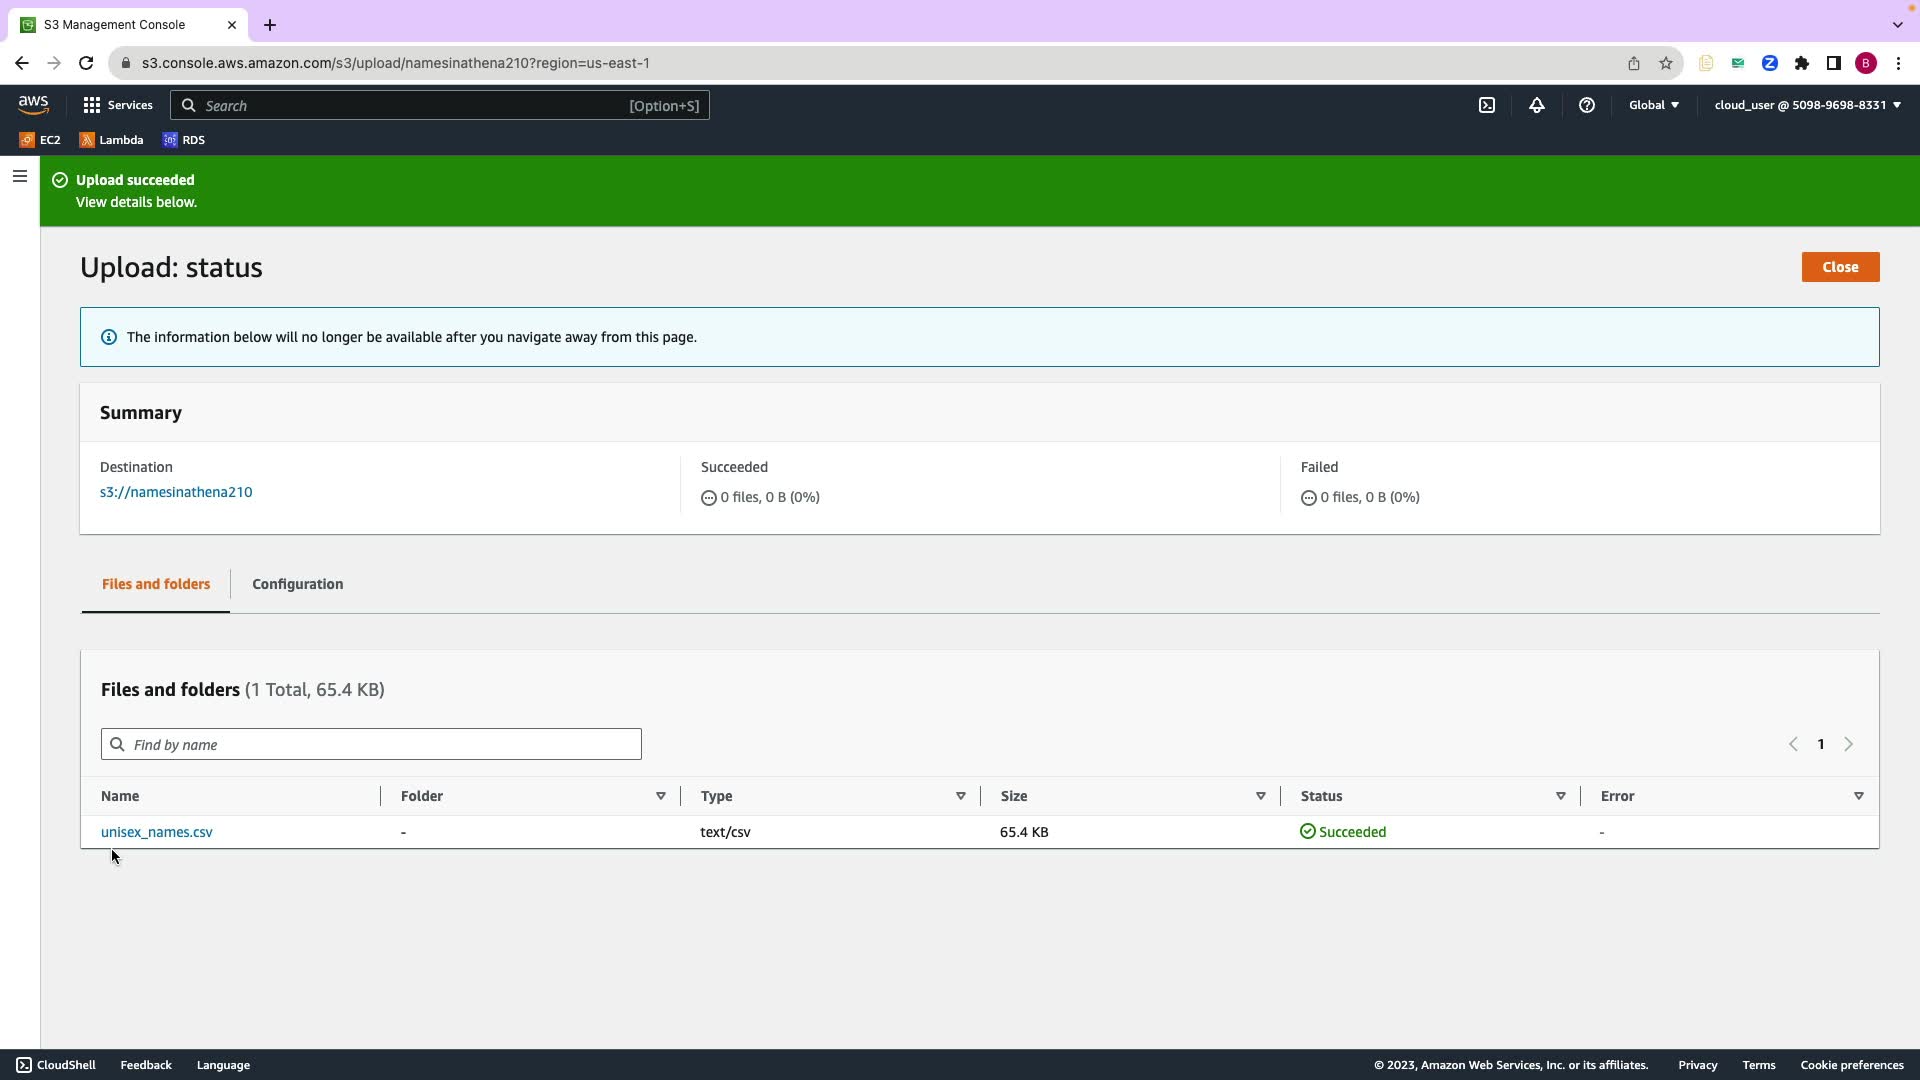 S3 Management Console
s3.console.aws.amazon.com/s3/upload/namesinathena210?region=us-east-1
B
aws
Services
Search
[Option+S]
Global
cloud_user @ 5098-9698-8331
EC2
Lambda
RDS
Upload succeeded
View details below.
Upload: status
Close
The information below will no longer be available after you navigate away from this page.
Summary
Destination
s3://namesinathena210
Succeeded
0 files, 0 B (0%)
Failed
0 files, 0 B (0%)
Files and folders
Configuration
Files and folders (1 Total, 65.4 KB)
Find by name
1
Name
Folder
Type
Size
Status
Error
unisex_names.csv
-
text/csv
65.4 KB
Succeeded
-
CloudShell
Feedback
Language
© 2023, Amazon Web Services, Inc. or its affiliates.
Privacy
Terms
Cookie preferences